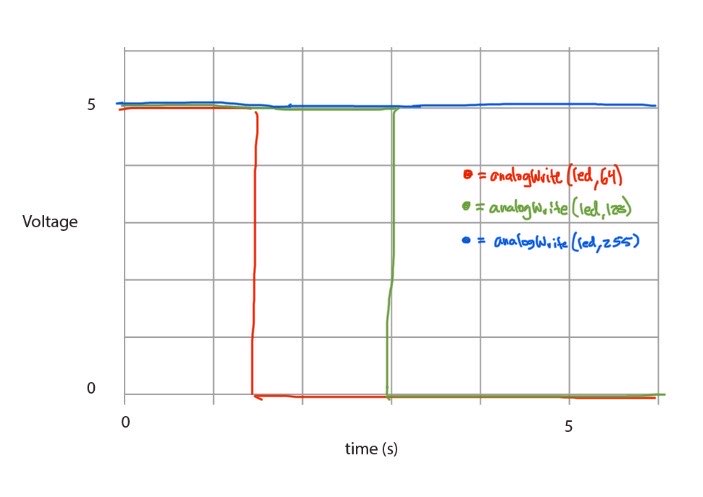 5
● = analogWrite(led,64)
● = analogWrite(led,128)
Voltage
● = analogWrite(led,255)
0
0 5
time (s)